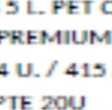 5 L. PET C
PREMIUM
4 U. / 415
PTE 20U